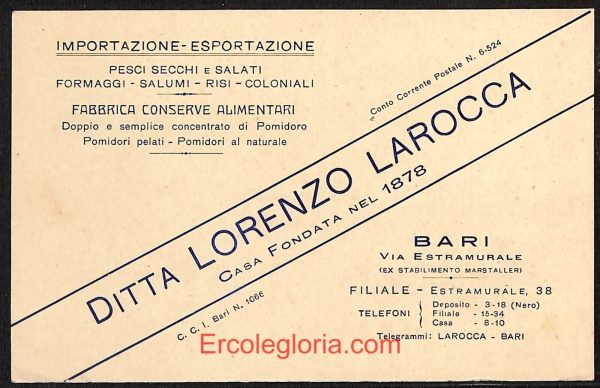 IMPORTAZIONE - ESPORTAZIONE
PESCI SECCHI E SALATI
FORMAGGI - SALUMI - RISI - COLONIALI
FABBRICA CONSERVE ALIMENTARI
Doppio e semplice concentrato di Pomidoro
Pomidori pelati - Pomidori al naturale
Conto Corrente Postale N. 6-524
DITTA LORENZO LAROCCA
CASA FONDATA NEL 1878
C. C. I. Bari N. 1066
BARI
VIA ESTRAMURALE
(EX STABILIMENTO MARSTALLER)
FILIALE - ESTRAMURALE, 38
TELEFONI
Deposito - 3-18 (Nero)
Filiale - 15-34
Casa - 8-10
Telegrammi: LAROCCA - BARI
Ercolegloria.com